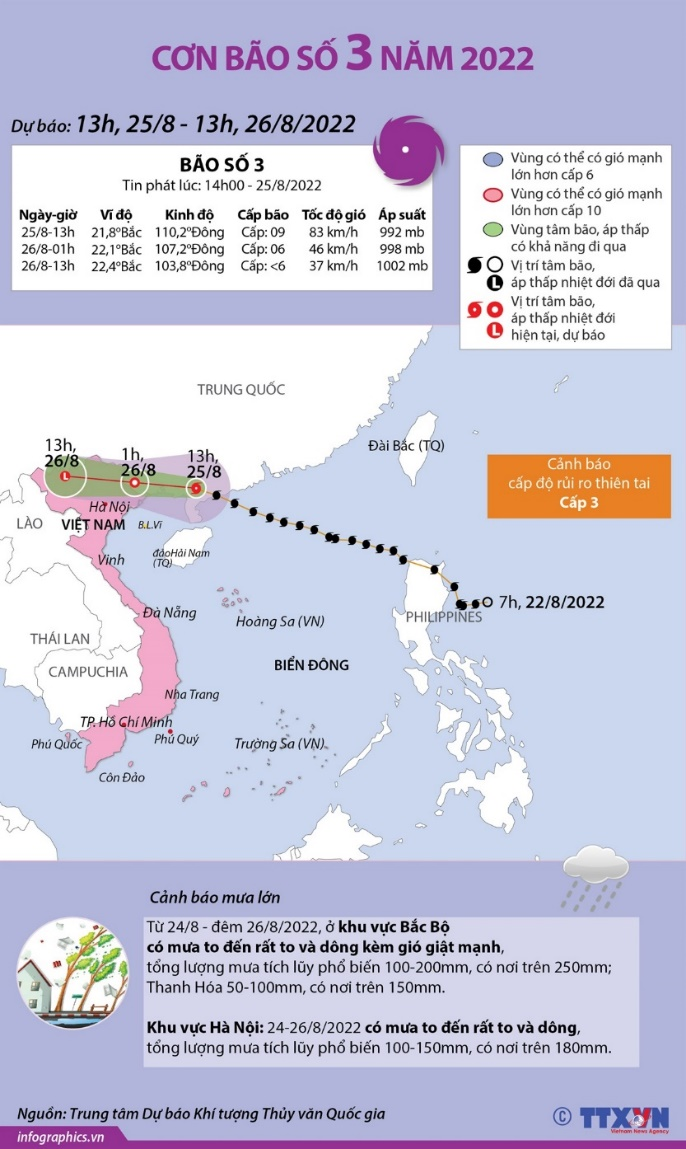 CƠN BÃO SỐ 3 NĂM 2022
Dự báo: 13h, 25/8 - 13h, 26/8/2022
BÃO SỐ 3
Tin phát lúc: 14h00 - 25/8/2022
Ngày-giờ Vĩ độ Kinh độ Cấp bão Tốc độ gió Áp suất
25/8-13h 21,8°Bắc 110,2°Đông Cấp: 09 83 km/h 992 mb
26/8-01h 22,1°Bắc 107,2°Đông Cấp: 06 46 km/h 998 mb
26/8-13h 22,4°Bắc 103,8°Đông Cấp: <6 37 km/h 1002 mb
Vùng có thể có gió mạnh
lớn hơn cấp 6
Vùng có thể có gió mạnh
lớn hơn cấp 10
Vùng tâm bão, áp thấp
có khả năng đi qua
Vị trí tâm bão,
L áp thấp nhiệt đới đã qua
Vị trí tâm bão,
áp thấp nhiệt đới
L hiện tại, dự báo
TRUNG QUỐC
Đài Bắc (TQ)
13h,
26/8
1h,
26/8
13h,
25/8
L
Cảnh báo
cấp độ rủi ro thiên tai
Cấp 3
Hà Nội
LÀO
VIỆT NAM
B.L.Vĩ
đảoHải Nam
(TQ)
Vinh
7h, 22/8/2022
PHILIPPINES
Đà Nẵng
Hoàng Sa (VN)
THÁI LAN
BIỂN ĐÔNG
CAMPUCHIA
Nha Trang
TP. Hồ Chí Minh
Phú Quốc
Phú Quý
Trường Sa (VN)
Côn Đảo
Cảnh báo mưa lớn
Từ 24/8 - đêm 26/8/2022, ở khu vực Bắc Bộ
có mưa to đến rất to và dông kèm gió giật mạnh,
tổng lượng mưa tích lũy phổ biến 100-200mm, có nơi trên 250mm;
Thanh Hóa 50-100mm, có nơi trên 150mm.
Khu vực Hà Nội: 24-26/8/2022 có mưa to đến rất to và dông,
tổng lượng mưa tích lũy phổ biến 100-150mm, có nơi trên 180mm.
Nguồn: Trung tâm Dự báo Khí tượng Thủy văn Quốc gia
© TTXVN
Vietnam News Agency
infographics.vn